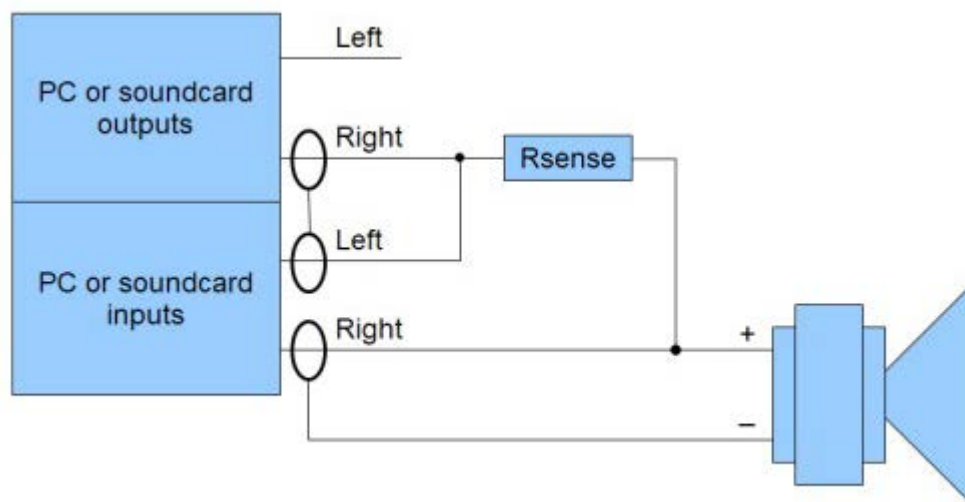 Left
PC or soundcard
outputs
Right
Rsense
Left
PC or soundcard
inputs
Right
+
–